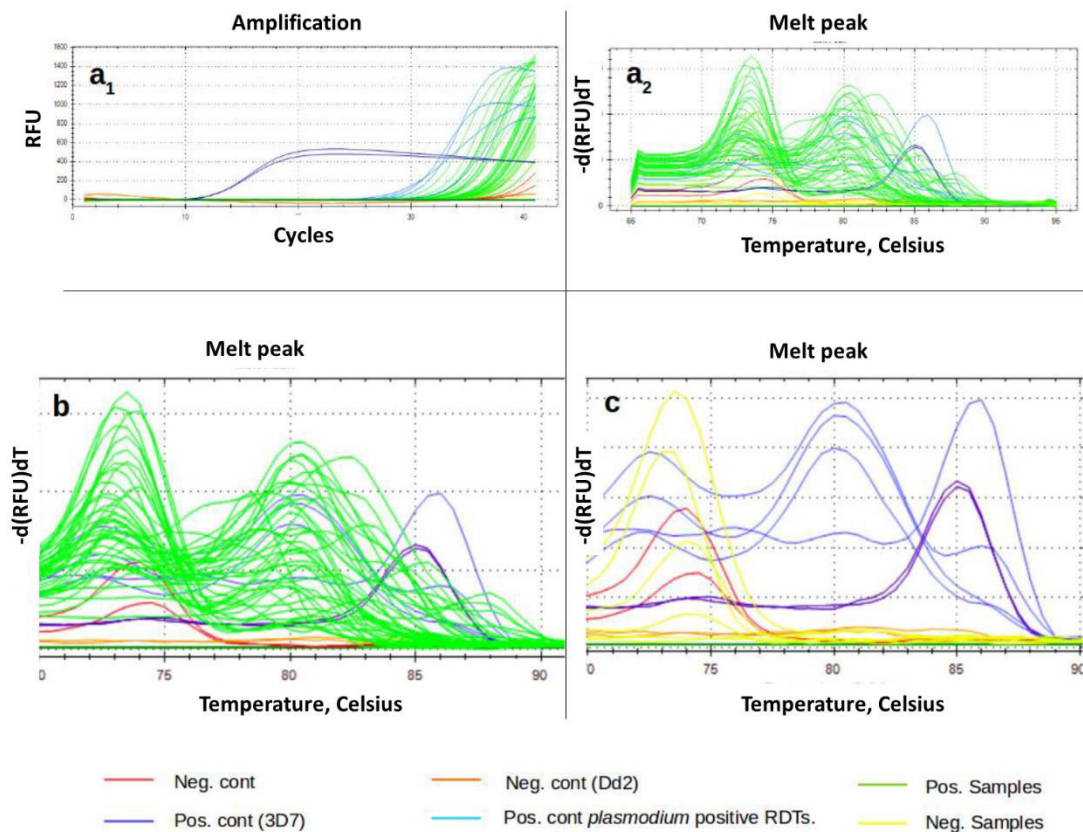 Amplification
Melt peak
a1
a2
RFU
1600
1400
1200
1000
800
600
400
200
0
0 10 30 40
Cycles
-d(RFU)dT
0
65 70 75 80 85 90 95
Temperature, Celsius
Melt peak
Melt peak
b
c
-d(RFU)dT
-d(RFU)dT
0 75 80 85 90
0 75 80 85 90
Temperature, Celsius
Temperature, Celsius
Neg. cont
Neg. cont (Dd2)
Pos. Samples
Pos. cont (3D7)
Pos. cont plasmodium positive RDTs.
Neg. Samples